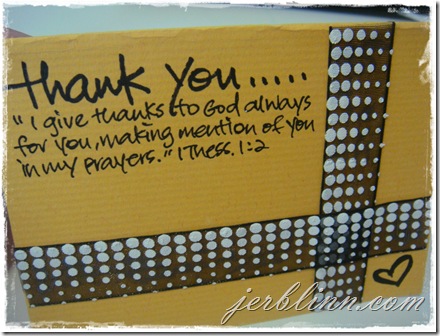 thank you.....
"I give thanks to God always
for you, making mention of you
in my prayers." 1 Thess. 1:2
jerblinn.com